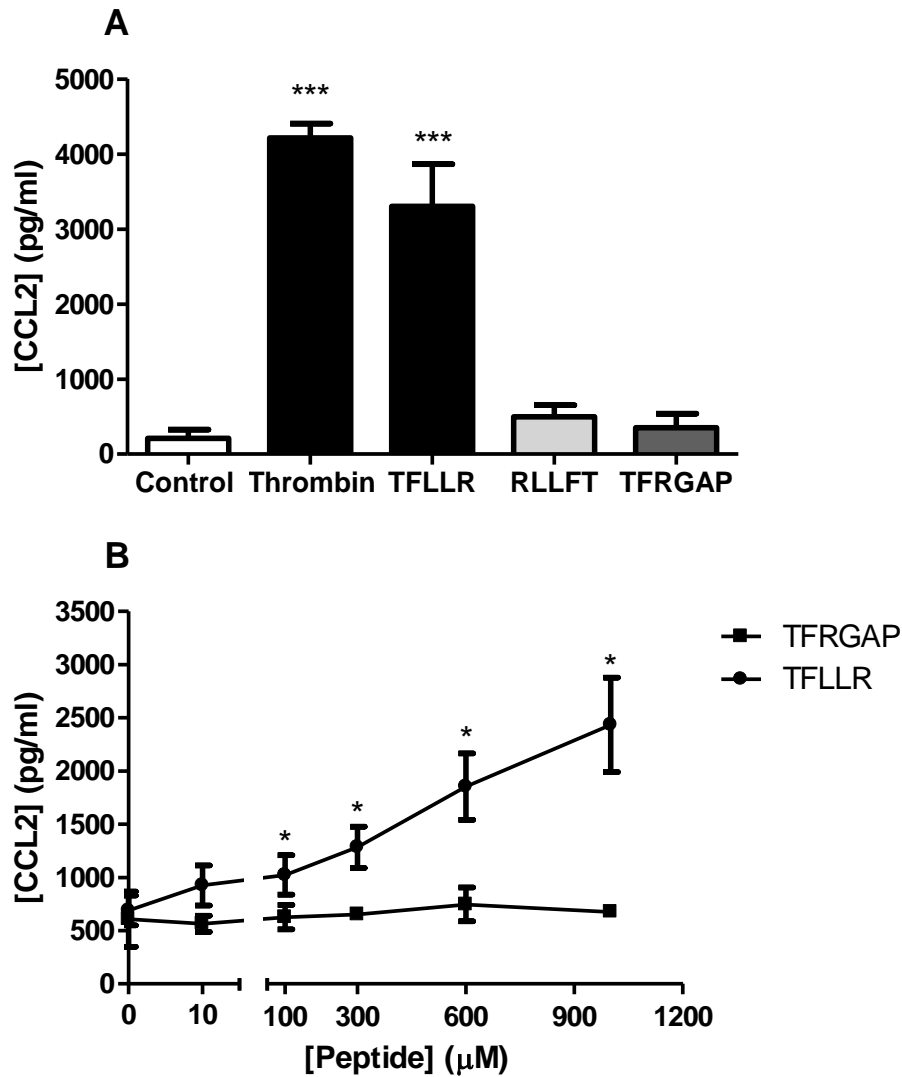 A
[CCL2] (pg/ml)
5000
4000
3000
2000
1000
0
***
***
Control Thrombin TFLLR RLLFT TFRGAP
B
[CCL2] (pg/ml)
3500
3000
2500
2000
1500
1000
500
0
* * * *
TFRGAP
TFLLR
0 10 100 300 600 900 1200
[Peptide] (μM)